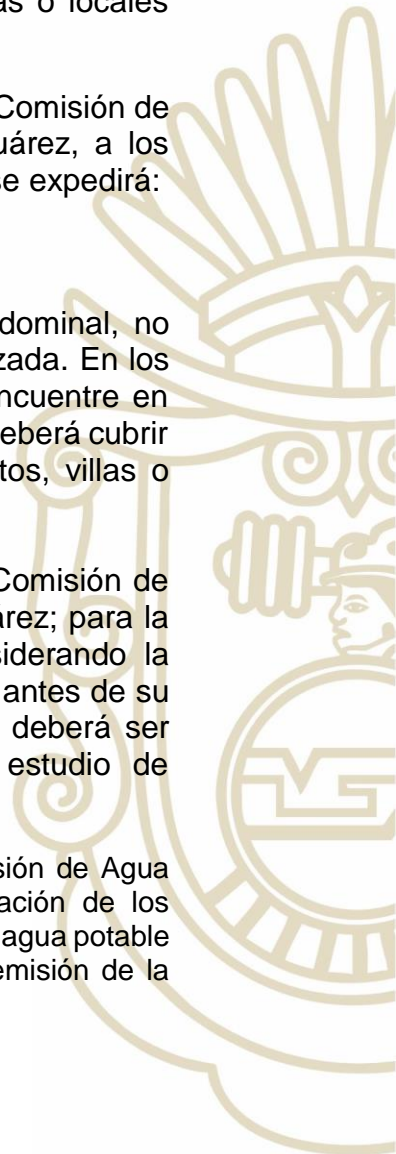 as o locales
Comisión de
uárez, a los
se expedirá:
dominal, no
zada. En los
ncuentre en
deberá cubrir
tos, villas o
Comisión de
árez; para la
siderando la
antes de su
deberá ser
estudio de
sión de Agua
ación de los
agua potable
emisión de la